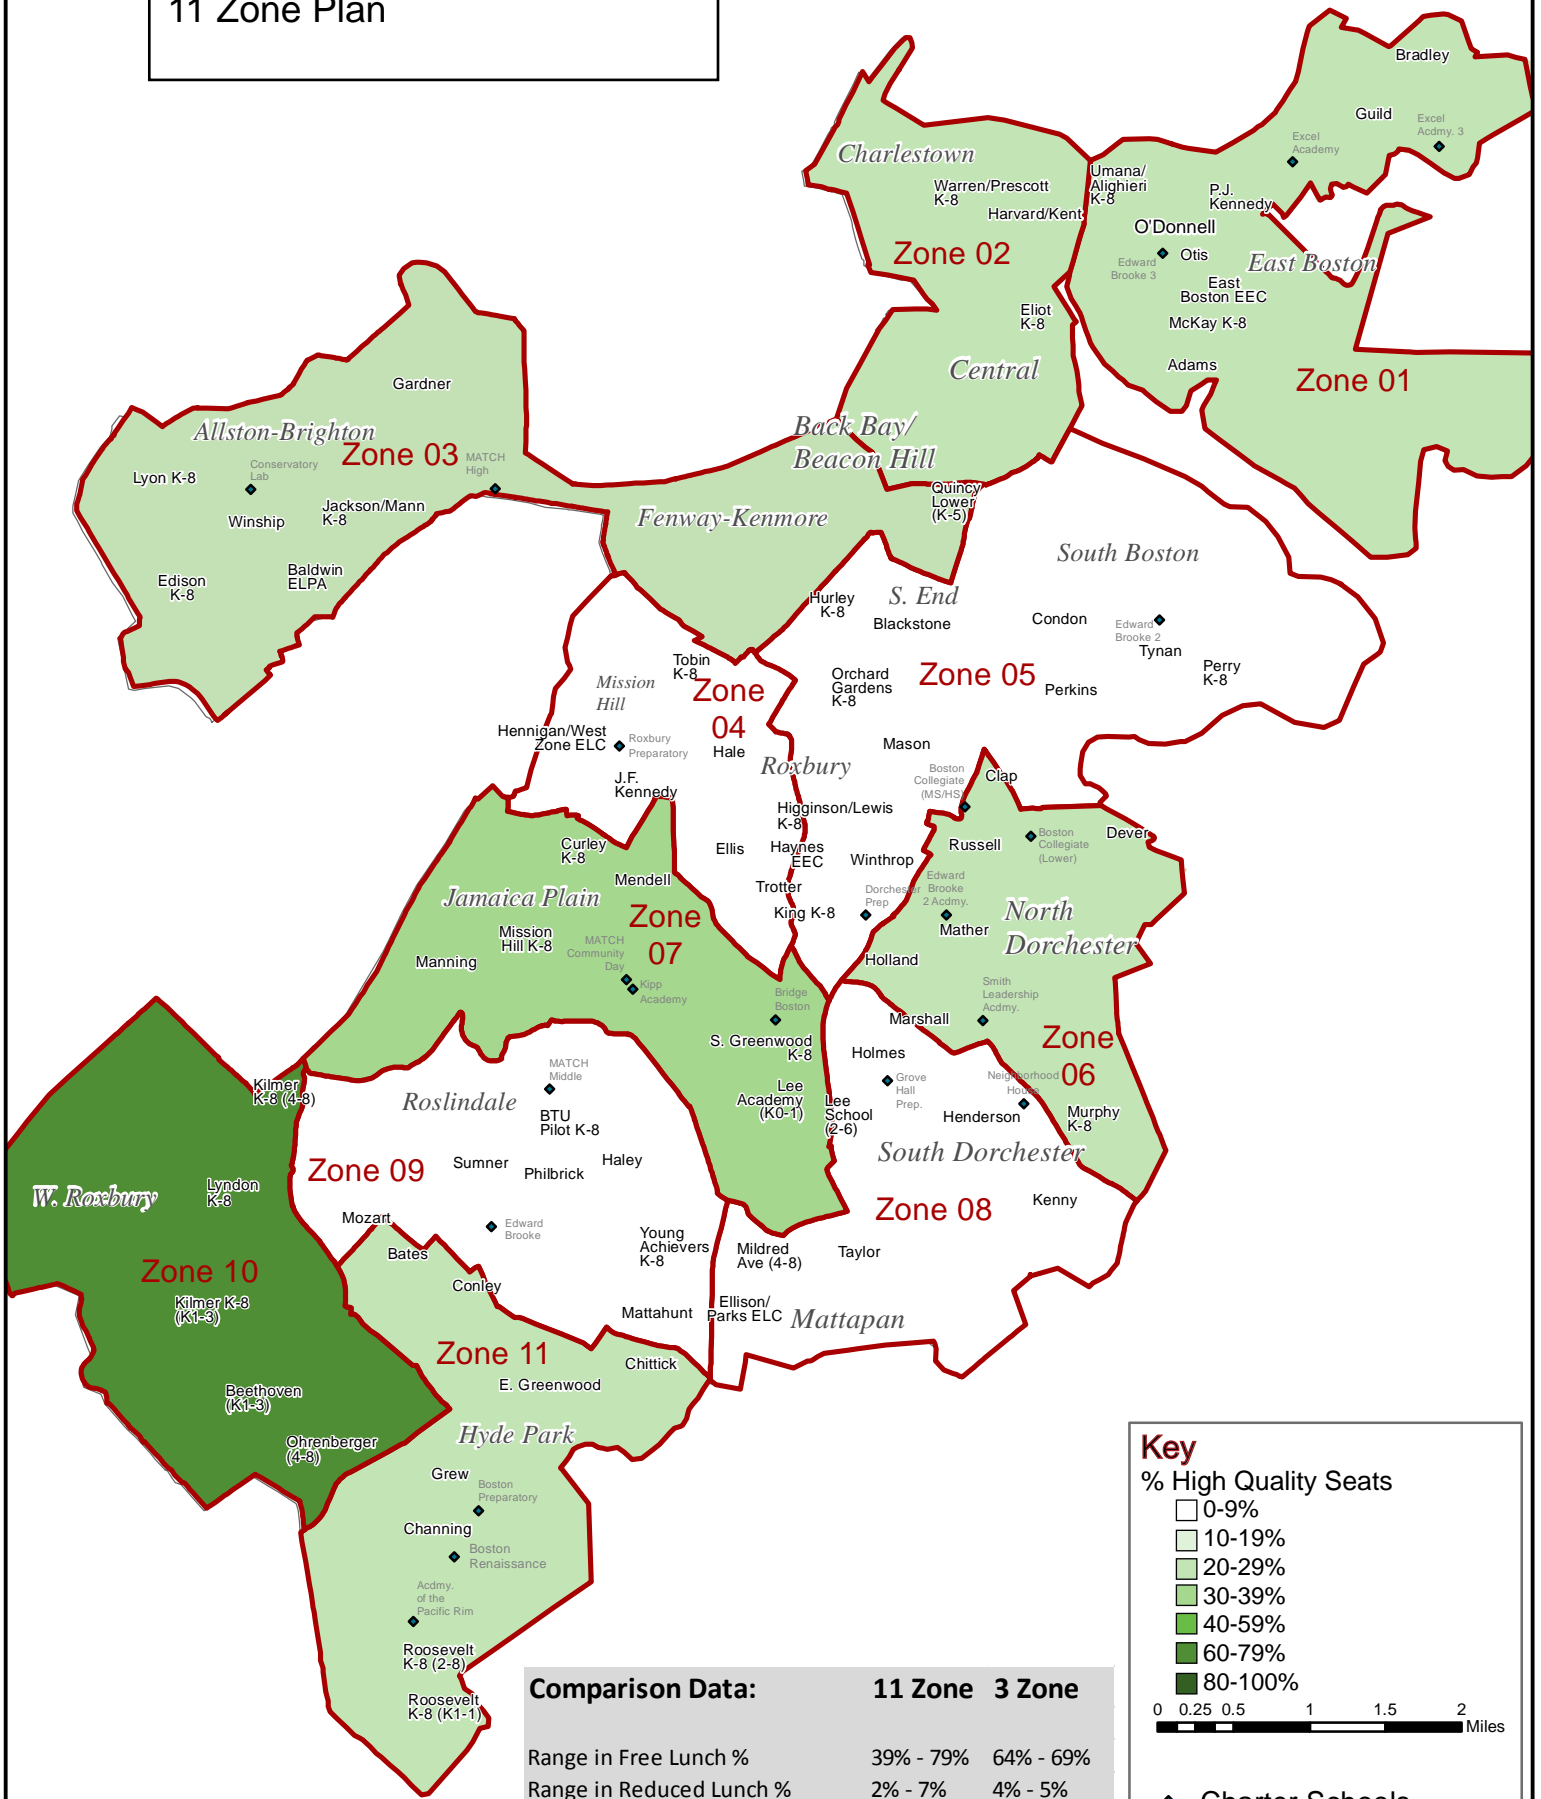 11 Zone Plan
Bradley
Guild
Excel
Acdmy. 3
Excel
Academy
Charlestown
Warren/Prescott
K-8
Harvard/Kent
Zone 02
Umana/
Alighieri
K-8
P.J.
Kennedy
O'Donnell
Edward
Brooke 3
Otis
East Boston
East
Boston EEC
McKay K-8
Adams
Zone 01
Eliot
K-8
Central
Back Bay/
Beacon Hill
Gardner
Allston-Brighton
Zone 03
MATCH
High
Conservatory
Lab
Lyon K-8
Winship
Jackson/Mann
K-8
Edison
K-8
Baldwin
ELPA
Fenway-Kenmore
Quincy
Lower
(K-5)
South Boston
S. End
Hurley
K-8
Blackstone
Condon
Edward
Brooke 2
Tynan
Perry
K-8
Perkins
Zone 05
Orchard
Gardens
K-8
Tobin
K-8
Mission
Hill
Zone
04
Hennigan/West
Zone ELC
Roxbury
Preparatory
Hale
J.F.
Kennedy
Roxbury
Mason
Boston
Collegiate
(MS/HS)
Clap
Higginson/Lewis
K-8
Haynes
EEC
Winthrop
Ellis
Trotter
King K-8
Dorchester
Prep
Russell
Boston
Collegiate
(Lower)
Dever
Edward
Brooke
2 Acdmy.
Mather
North
Dorchester
Holland
Smith
Leadership
Acdmy.
Marshall
Zone
06
Curley
K-8
Mendell
Jamaica Plain
Zone
07
Mission
Hill K-8
Manning
MATCH
Community
Day
Kipp
Academy
Bridge
Boston
S. Greenwood
K-8
Lee
Academy
(K0-1)
Lee
School
(2-6)
Holmes
Grove
Hall
Prep.
Neighborhood
House
Henderson
Murphy
K-8
South Dorchester
Zone 08
Kenny
Taylor
Mildred
Ave (4-8)
Ellison/
Parks ELC
Mattapan
MATCH
Middle
Roslindale
BTU
Pilot K-8
Sumner
Philbrick
Haley
Zone 09
Mozart
Edward
Brooke
Young
Achievers
K-8
Mattahunt
Kilmer
K-8 (4-8)
Lyndon
K-8
W. Roxbury
Zone 10
Kilmer K-8
(K1-3)
Beethoven
(K1-3)
Ohrenberger
(4-8)
Bates
Conley
Zone 11
Chittick
E. Greenwood
Hyde Park
Grew
Boston
Preparatory
Channing
Boston
Renaissance
Acdmy.
of the
Pacific Rim
Roosevelt
K-8 (2-8)
Roosevelt
K-8 (K1-1)
Comparison Data: 11 Zone 3 Zone
Range in Free Lunch % 39% - 79% 64% - 69%
Range in Reduced Lunch % 2% - 7% 4% - 5%
Key
% High Quality Seats
0-9%
10-19%
20-29%
30-39%
40-59%
60-79%
80-100%
0 0.25 0.5 1 1.5 2
Miles
Charter Schools